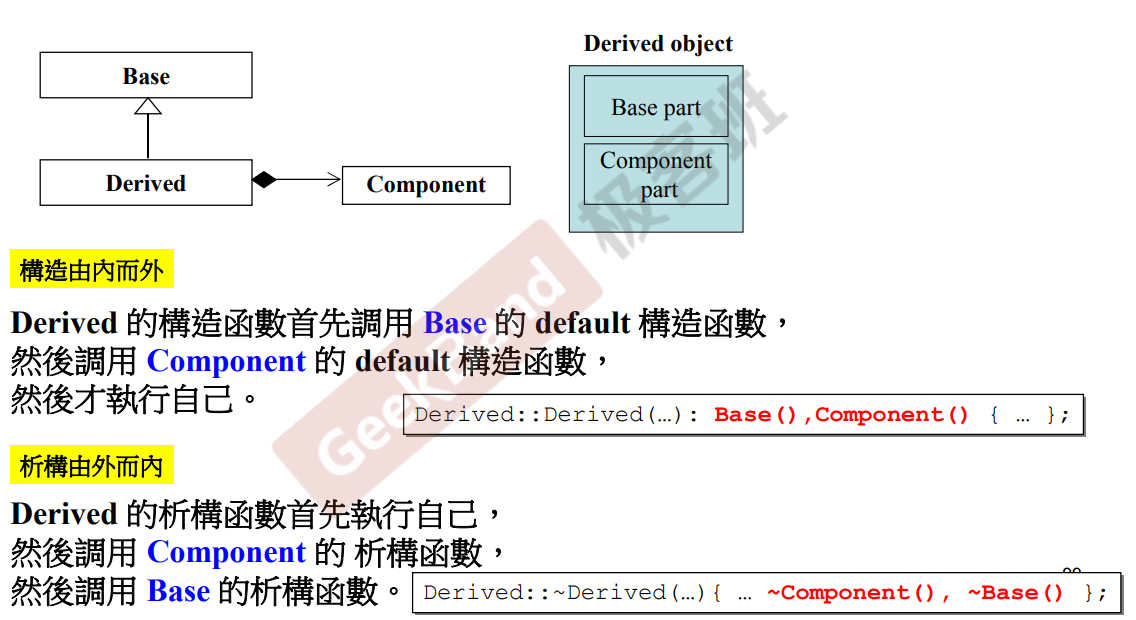 Derived object
Base
Base part
Component
part
Derived
Component
構造由內而外
Derived 的構造函數首先調用 Base 的 default 構造函數，
然後調用 Component 的 default 構造函數，
然後才執行自己。
Derived::Derived(…): Base(),Component() { … };
析構由外而內
Derived 的析構函數首先執行自己，
然後調用 Component 的 析構函數，
然後調用 Base 的析構函數。
Derived::~Derived(…){ … ~Component(), ~Base() };
GeekBand
极客班